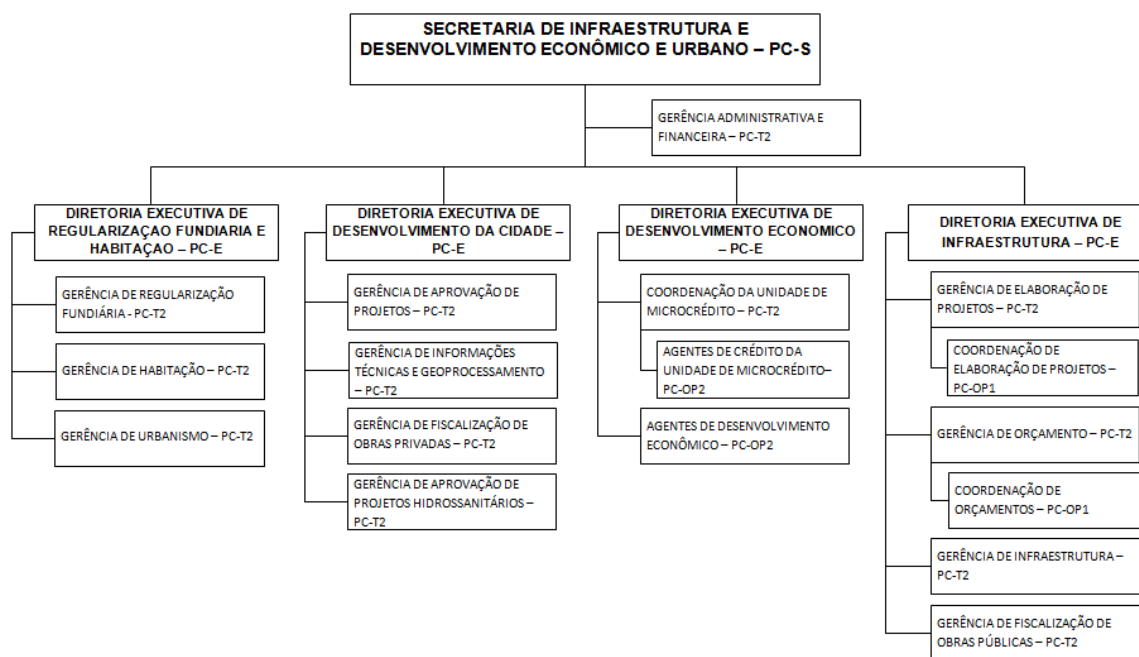 SECRETARIA DE INFRAESTRUTURA E
DESENVOLVIMENTO ECONÔMICO E URBANO – PC-S
GERÊNCIA ADMINISTRATIVA E
FINANCEIRA – PC-T2
DIRETORIA EXECUTIVA DE
REGULARIZAÇAO FUNDIARIA E
HABITAÇAO – PC-E
GERÊNCIA DE REGULARIZAÇÃO
FUNDIÁRIA - PC-T2
GERÊNCIA DE HABITAÇÃO – PC-T2
GERÊNCIA DE URBANISMO – PC-T2
DIRETORIA EXECUTIVA DE
DESENVOLVIMENTO DA CIDADE –
PC-E
GERÊNCIA DE APROVAÇÃO DE
PROJETOS – PC-T2
GERÊNCIA DE INFORMAÇÕES
TÉCNICAS E GEOPROCESSAMENTO
– PC-T2
GERÊNCIA DE FISCALIZAÇÃO DE
OBRAS PRIVADAS – PC-T2
GERÊNCIA DE APROVAÇÃO DE
PROJETOS HIDROSSANITÁRIOS –
PC-T2
DIRETORIA EXECUTIVA DE
DESENVOLVIMENTO ECONOMICO –
PC-E
COORDENAÇÃO DA UNIDADE DE
MICROCRÉDITO – PC-T2
AGENTES DE CRÉDITO DA
UNIDADE DE MICROCRÉDITO–
PC-OP2
AGENTES DE DESENVOLVIMENTO
ECONÔMICO – PC-OP2
DIRETORIA EXECUTIVA DE
INFRAESTRUTURA – PC-E
GERÊNCIA DE ELABORAÇÃO DE
PROJETOS – PC-T2
COORDENAÇÃO DE
ELABORAÇÃO DE PROJETOS –
PC-OP1
GERÊNCIA DE ORÇAMENTO – PC-T2
COORDENAÇÃO DE
ORÇAMENTOS – PC-OP1
GERÊNCIA DE INFRAESTRUTURA –
PC-T2
GERÊNCIA DE FISCALIZAÇÃO DE
OBRAS PÚBLICAS – PC-T2